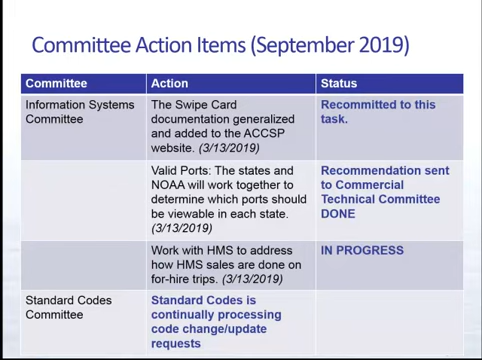 Committee Action Items (September 2019)
Committee Action Status
Information Systems
Committee
The Swipe Card
documentation generalized
and added to the ACCSP
website. (3/13/2019)
Recommitted to this
task.
Valid Ports: The states and
NOAA will work together to
determine which ports should
be viewable in each state.
(3/13/2019)
Recommendation sent
to Commercial
Technical Committee
DONE
Work with HMS to address
how HMS sales are done on
for-hire trips. (3/13/2019)
IN PROGRESS
Standard Codes
Committee
Standard Codes is
continually processing
code change/update
requests